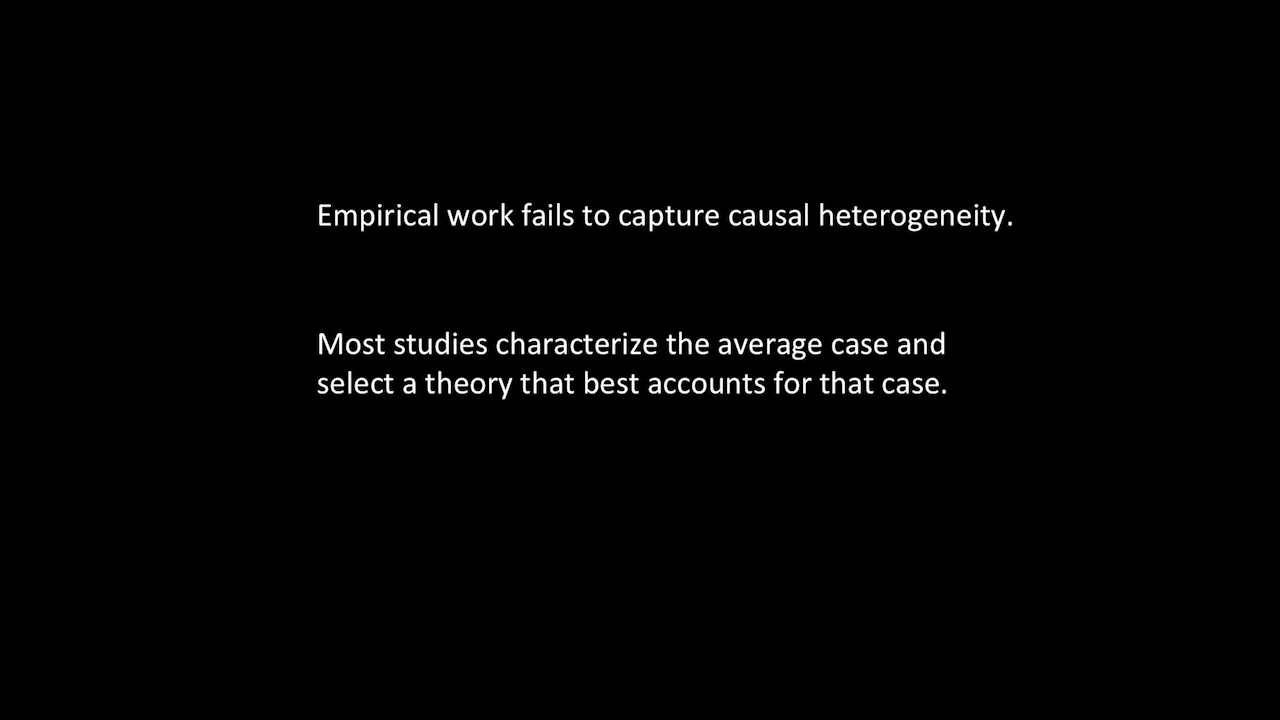 Empirical work fails to capture causal heterogeneity.
Most studies characterize the average case and
select a theory that best accounts for that case.